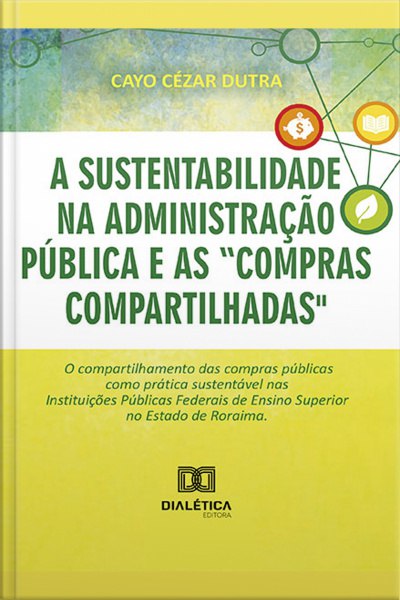 CAYO CÉZAR DUTRA
A SUSTENTABILIDADE
NA ADMINISTRAÇÃO
PÚBLICA E AS “COMPRAS
COMPARTILHADAS"
O compartilhamento das compras públicas
como prática sustentável nas
Instituições Públicas Federais de Ensino Superior
no Estado de Roraima.
DIALÉTICA
EDITORA